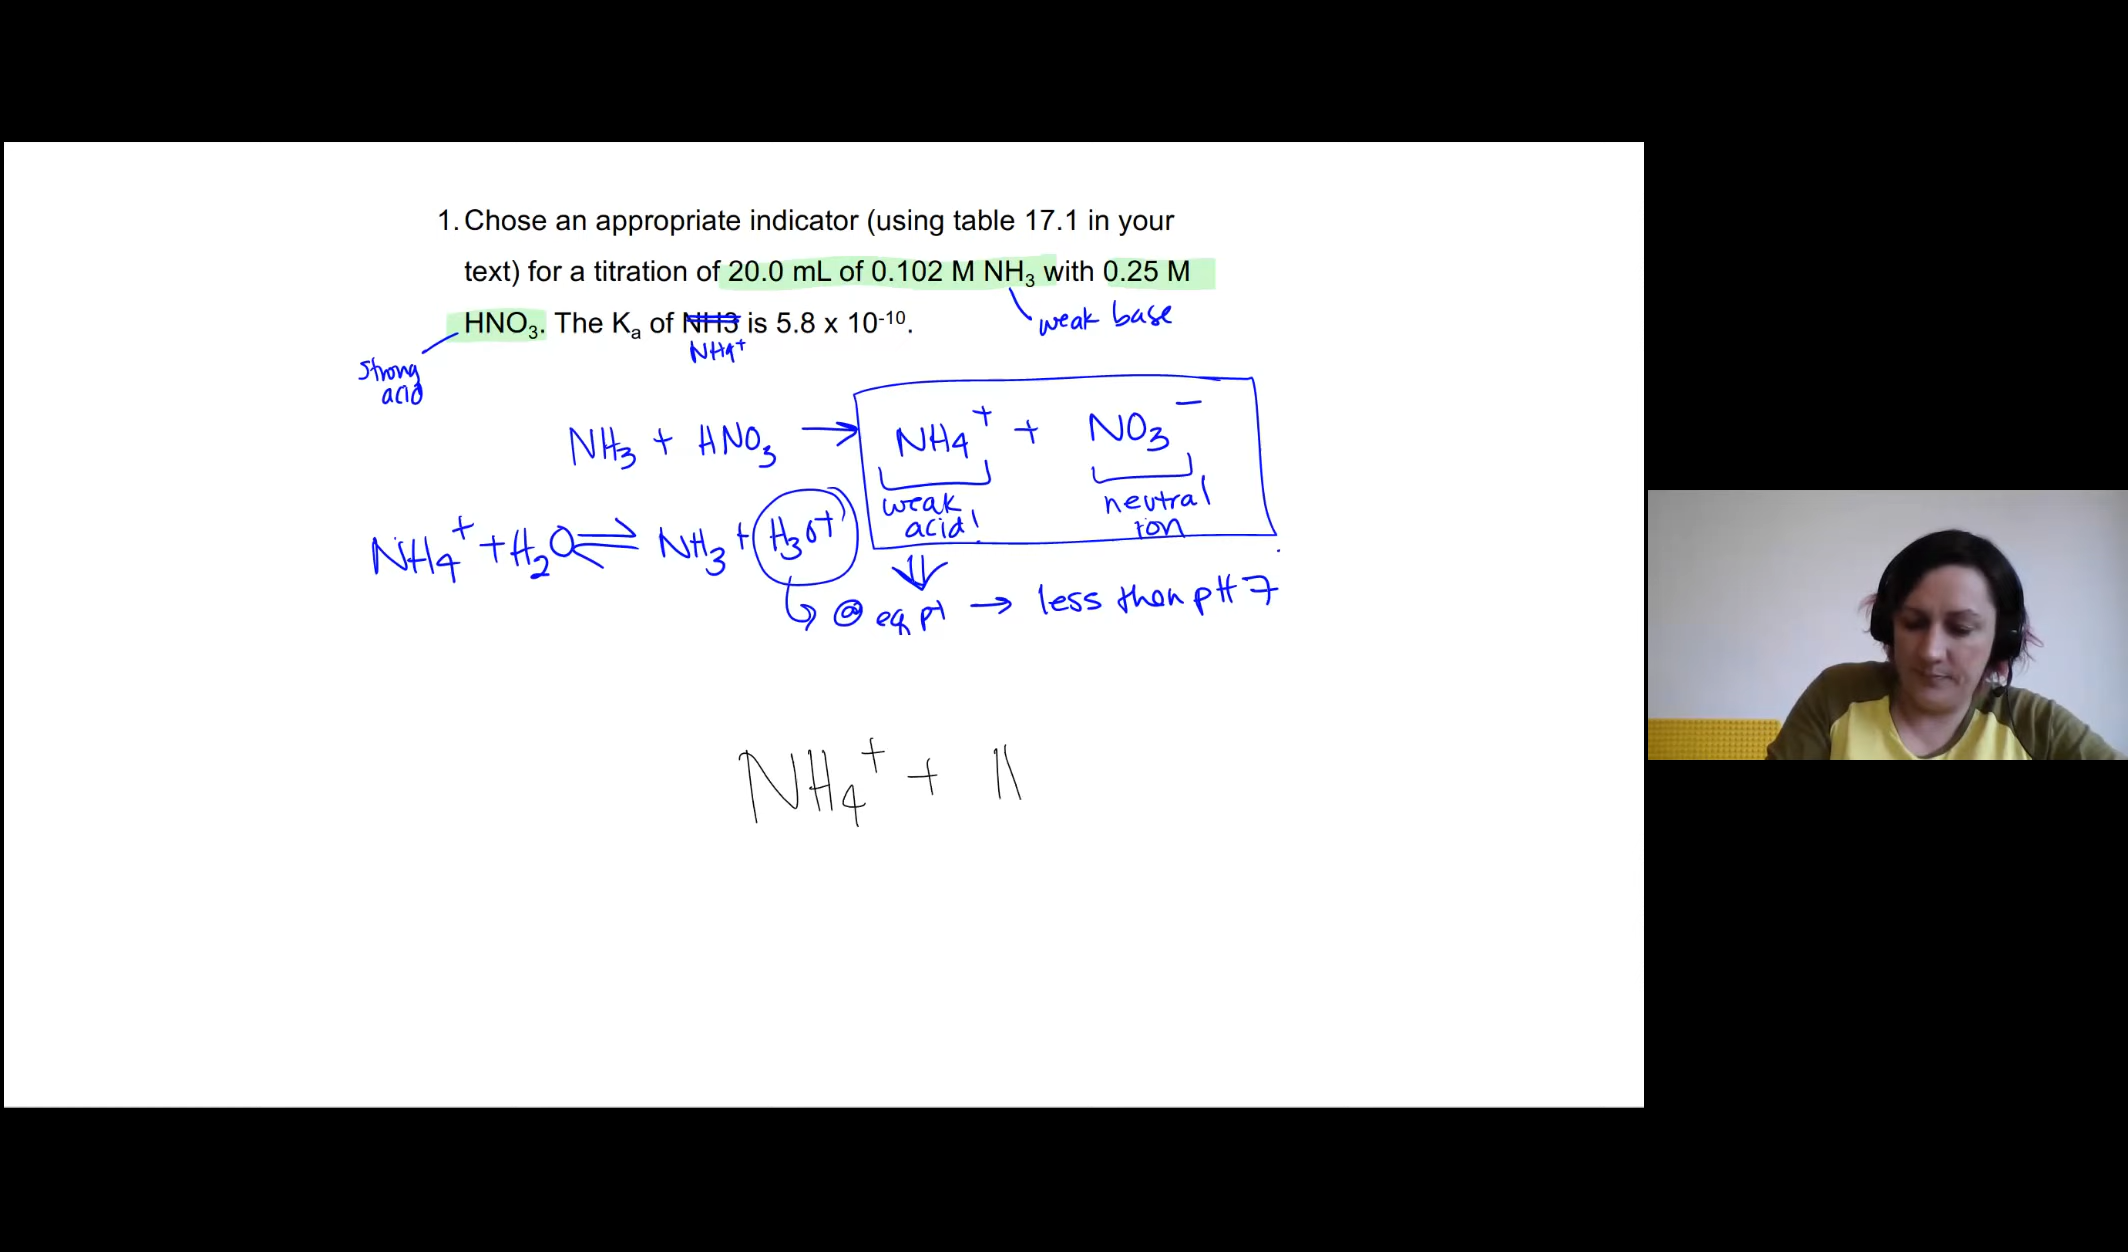 1. Chose an appropriate indicator (using table 17.1 in your
text) for a titration of 20.0 mL of 0.102 M NH₃ with 0.25 M
HNO₃. The Kₐ of NH3 is 5.8 x 10⁻¹⁰.
weak base
NH4⁺
strong
acid
NH₃ + HNO₃ → NH4⁺ + NO₃⁻
weak
acid!
neutral
ion
NH₄⁺ + H₂O ⇌ NH₃ + H₃O⁺
@ eq pt → less than pH 7
NH₄⁺ +